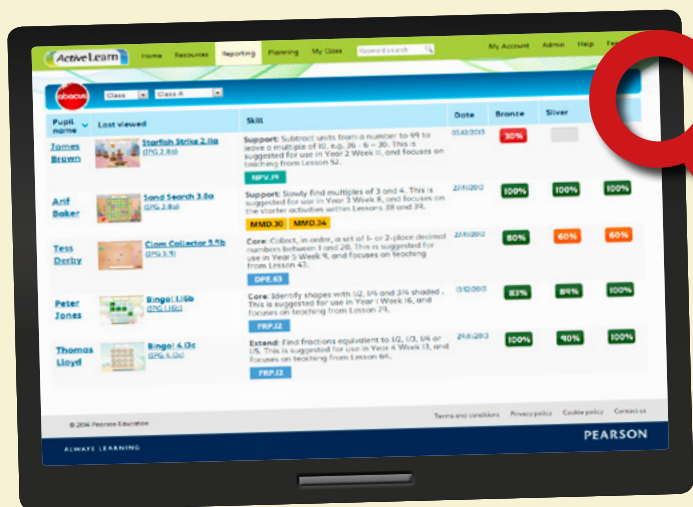 ActiveLearn Home Resources Reporting Planning My Class Keyword search My Account Admin Help
abacus Class Class A
Pupil name Last viewed Skill Date Bronze Silver
James Brown
Starfish Strike 2.11a
Support: Subtract units from a number to 49 to
leave a multiple of 10, e.g. 36 - 6 = 30. This is
suggested for use in Year 2 Week 11, and focuses on
teaching from Lesson 52.
NPV.19
30%
Arif Baker
Sand Search 3.8a
Support: Slowly find multiples of 3 and 4. This is
suggested for use in Year 3 Week 8, and focuses on
the starter activities within Lessons 38 and 39.
MMD.30 MMD.34
100% 100% 100%
Tess Derby
Clam Collector 5.9b
Core: Collect, in order, a set of 1- or 2-place decimal
numbers between 1 and 20. This is suggested for
use in Year 5 Week 9, and focuses on teaching
from Lesson 43.
DPE.63
80% 60% 60%
Peter Jones
Bingo! 1.16b
Core: Identify shapes with 1/2, 1/4 and 3/4 shaded.
This is suggested for use in Year 1 Week 16, and
focuses on teaching from Lesson 79.
FRP.12
83% 89% 100%
Thomas Lloyd
Bingo! 4.13c
Extend: Find fractions equivalent to 1/2, 1/3, 1/4 or
1/5. This is suggested for use in Year 4 Week 13, and
focuses on teaching from Lesson 64.
FRP.12
100% 90% 100%
© 2014 Pearson Education Terms and conditions Privacy policy Cookie policy Contact us
ALWAYS LEARNING PEARSON